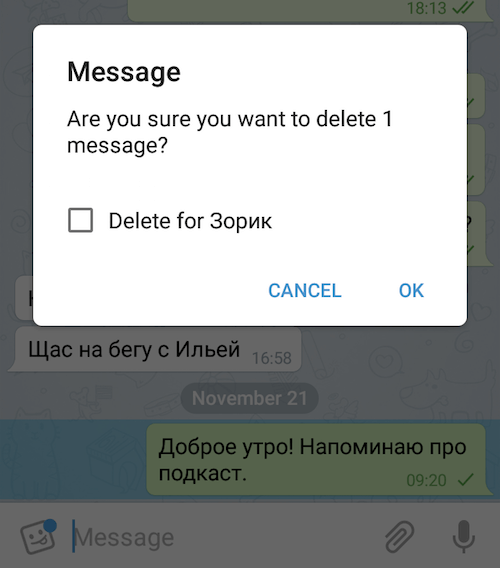 18:13
Message
Are you sure you want to delete 1
message?
Delete for Зорик
CANCEL
OK
?
Щас на бегу с Ильей
16:58
November 21
Доброе утро! Напоминаю про
подкаст.
09:20
Message